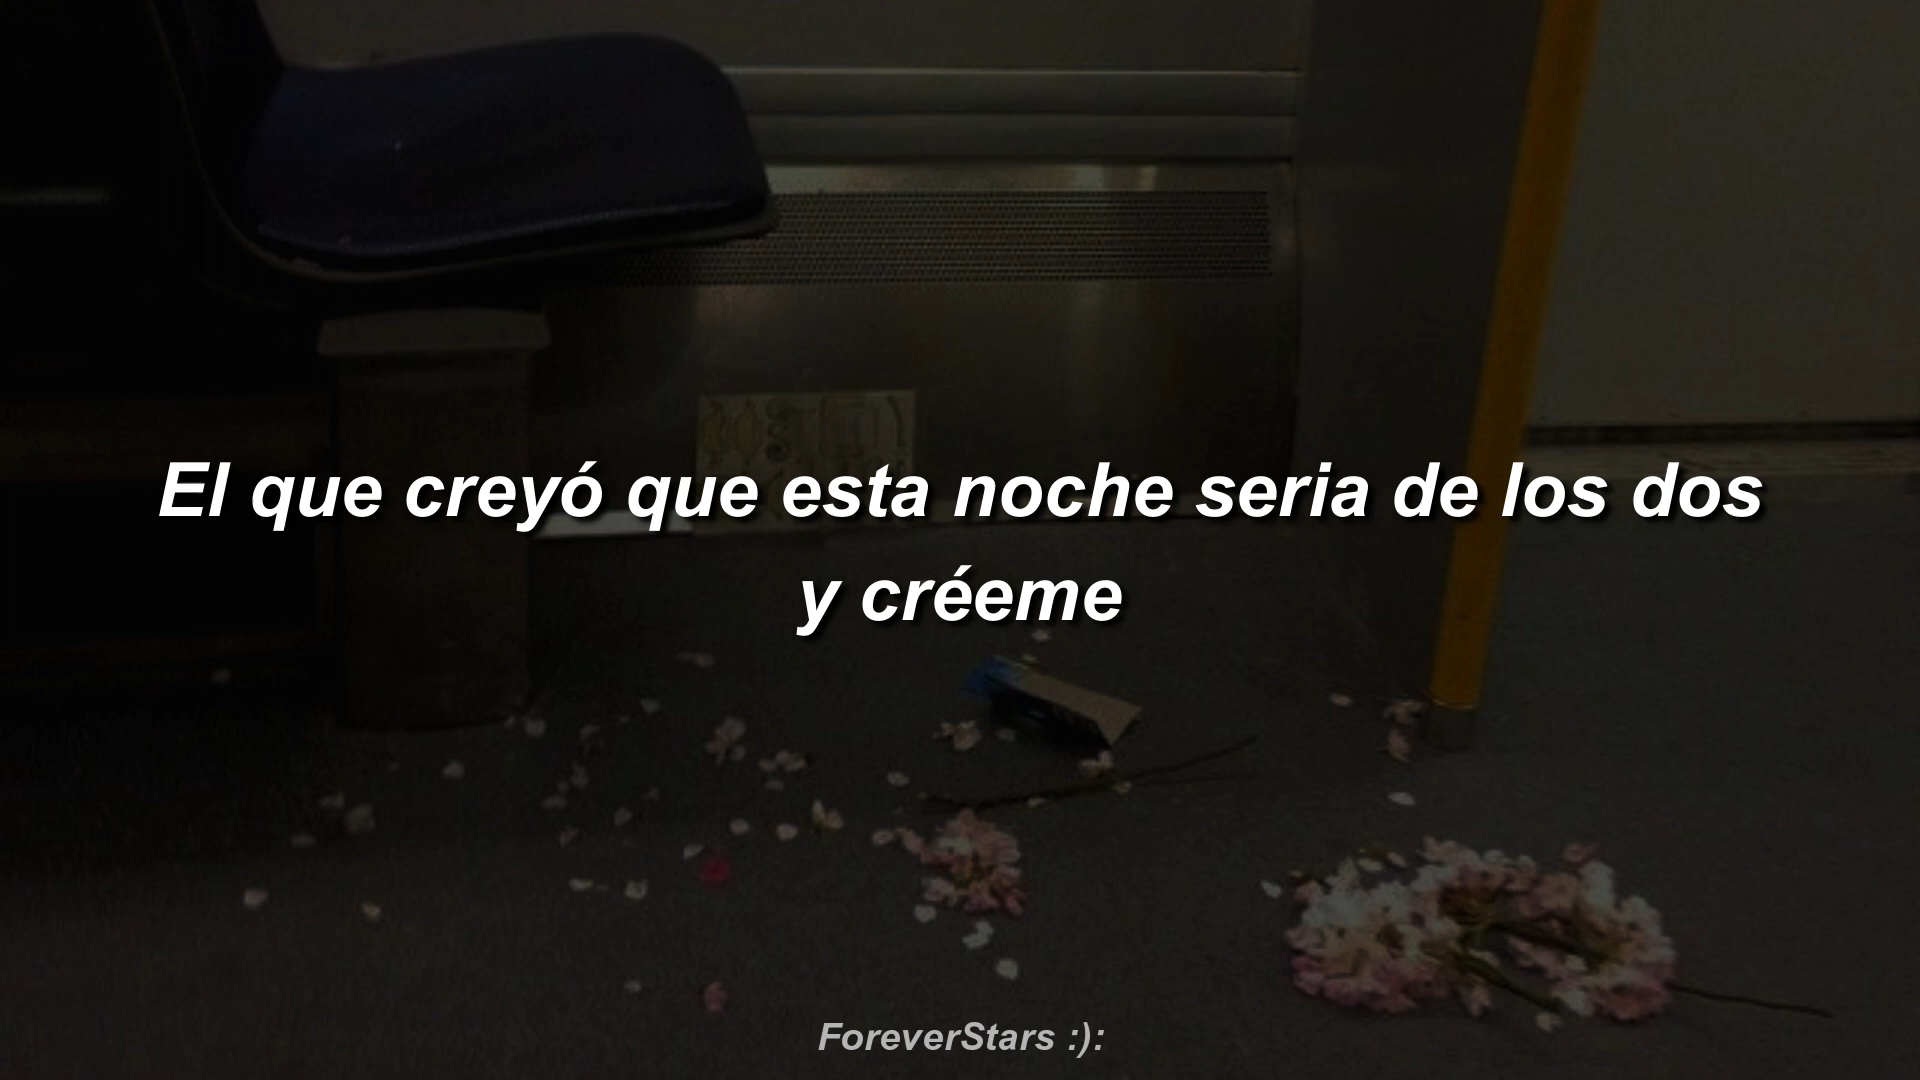 El que creyó que esta noche seria de los dos
y créeme
ForeverStars :):